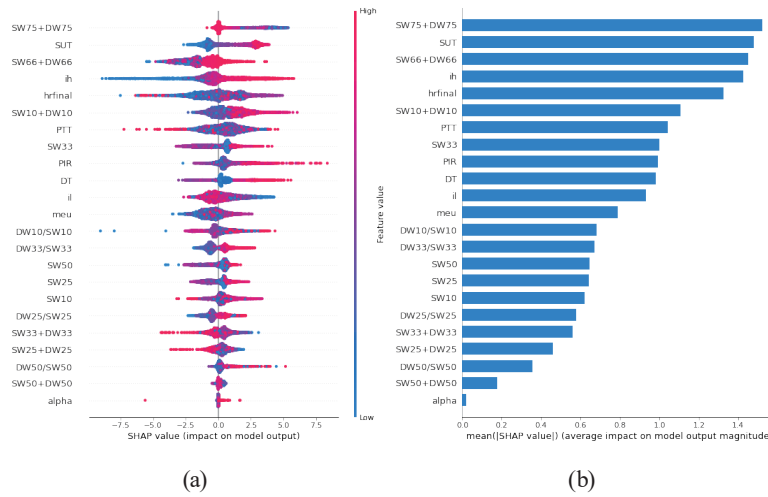 High
SW75+DW75
SUT
SW66+DW66
ih
hrfinal
SW10+DW10
PTT
SW33
PIR
DT
il
meu
DW10/SW10
DW33/SW33
SW50
SW25
SW10
DW25/SW25
SW33+DW33
SW25+DW25
DW50/SW50
SW50+DW50
alpha
Feature value
Low
−7.5 −5.0 −2.5 0.0 2.5 5.0 7.5
SHAP value (impact on model output)
(a)
SW75+DW75
SUT
SW66+DW66
ih
hrfinal
SW10+DW10
PTT
SW33
PIR
DT
il
meu
DW10/SW10
DW33/SW33
SW50
SW25
SW10
DW25/SW25
SW33+DW33
SW25+DW25
DW50/SW50
SW50+DW50
alpha
0.0 0.2 0.4 0.6 0.8 1.0 1.2 1.4
mean(|SHAP value|) (average impact on model output magnitude
(b)